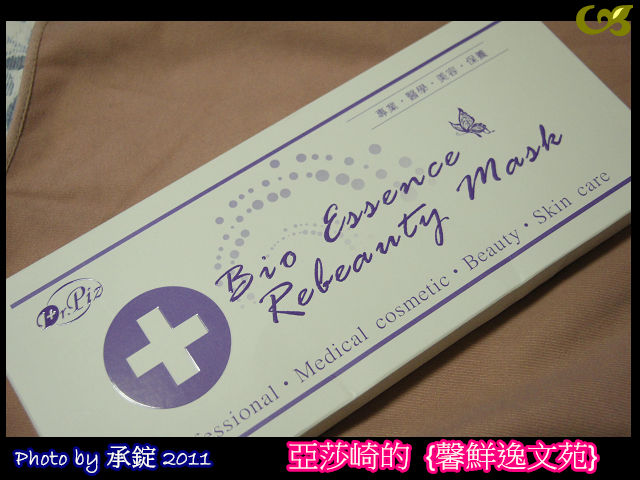 專業・醫學・美容・保養
Bio Essence
Rebeauty Mask
Dr.Piz
fessional・Medical cosmetic・Beauty・Skin care
Photo by 承錠 2011
亞莎崎的 {馨鮮逸文苑}